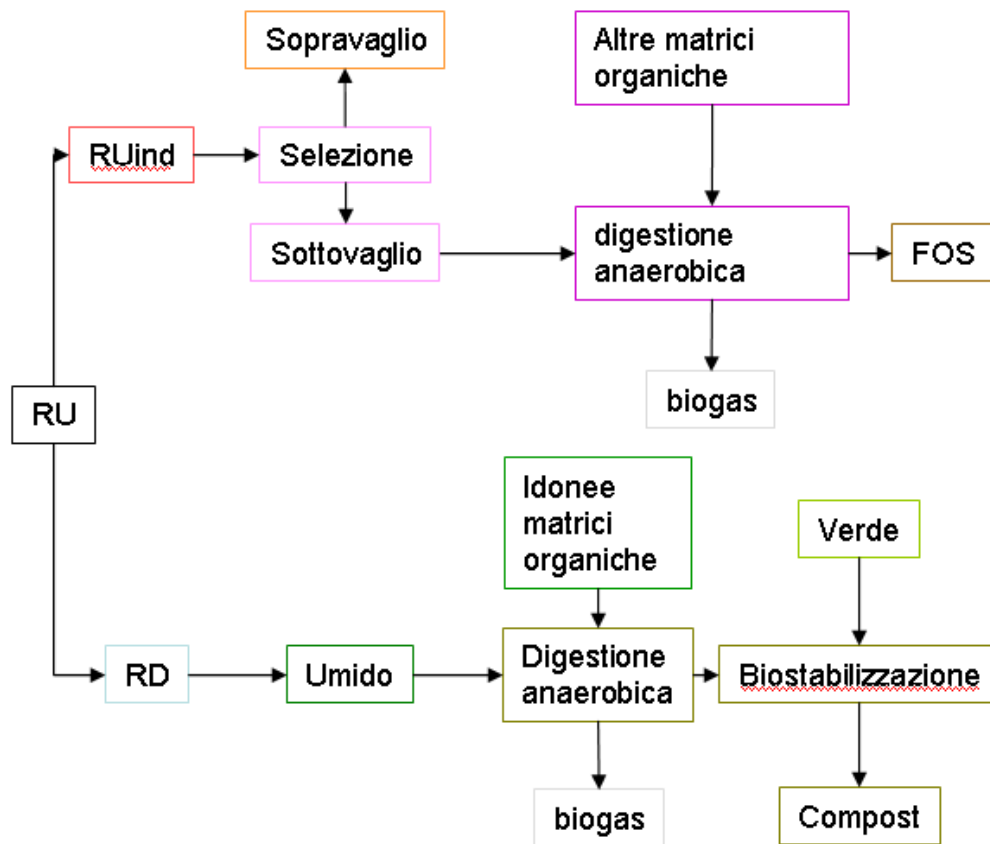 Sopravaglio
Altre matrici
organiche
RUind
Selezione
Sottovaglio
digestione
anaerobica
FOS
biogas
RU
Idonee
matrici
organiche
Verde
RD
Umido
Digestione
anaerobica
Biostabilizzazione
biogas
Compost